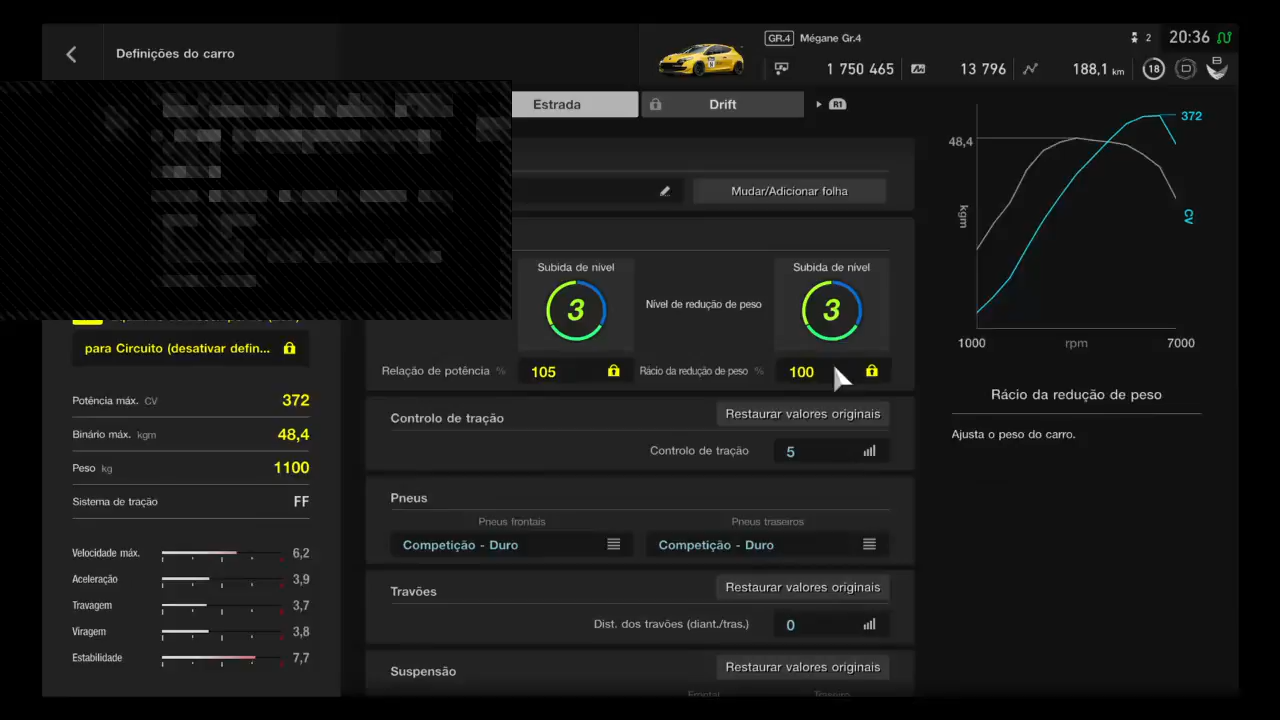 Definições do carro
GR.4 Mégane Gr.4
2 20:36
1 750 465 13 796 188,1 km 18
Estrada Drift R1
Mudar/Adicionar folha
Subida de nível Subida de nível
3 Nível de redução de peso 3
para Circuito (desativar defin...
Relação de potência % 105 Rácio da redução de peso % 100
Potência máx. CV 372
Binário máx. kgm 48,4
Peso kg 1100
Sistema de tração FF
Velocidade máx. 6,2
Aceleração 3,9
Travagem 3,7
Viragem 3,8
Estabilidade 7,7
Controlo de tração Restaurar valores originais
Controlo de tração 5
Pneus
Pneus frontais Pneus traseiros
Competição - Duro Competição - Duro
Travões Restaurar valores originais
Dist. dos travões (diant./tras.) 0
Suspensão Restaurar valores originais
372
48,4
kgm CV
1000 rpm 7000
Rácio da redução de peso
Ajusta o peso do carro.